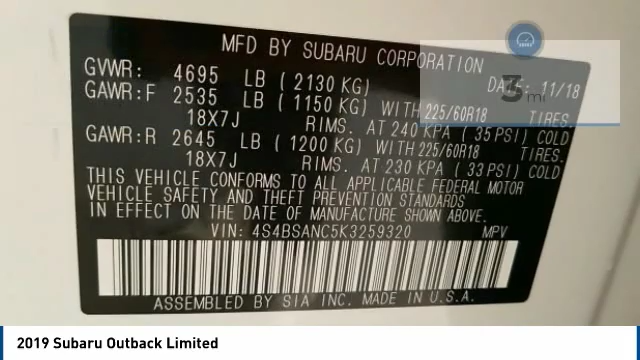 MFD BY SUBARU CORPORATION
GVWR: 4695 LB ( 2130 KG) DATE: 11/18
GAWR:F 2535 LB ( 1150 KG) WITH 225/60R18 TIRES.
18X7J RIMS. AT 240 KPA ( 35 PSI) COLD
GAWR:R 2645 LB ( 1200 KG) WITH 225/60R18 TIRES.
18X7J RIMS. AT 230 KPA ( 33 PSI) COLD
THIS VEHICLE CONFORMS TO ALL APPLICABLE FEDERAL MOTOR
VEHICLE SAFETY AND THEFT PREVENTION STANDARDS
IN EFFECT ON THE DATE OF MANUFACTURE SHOWN ABOVE.
VIN: 4S4BSANC5K3259320 MPV
ASSEMBLED BY SIA INC. MADE IN U.S.A.
3 mi
2019 Subaru Outback Limited